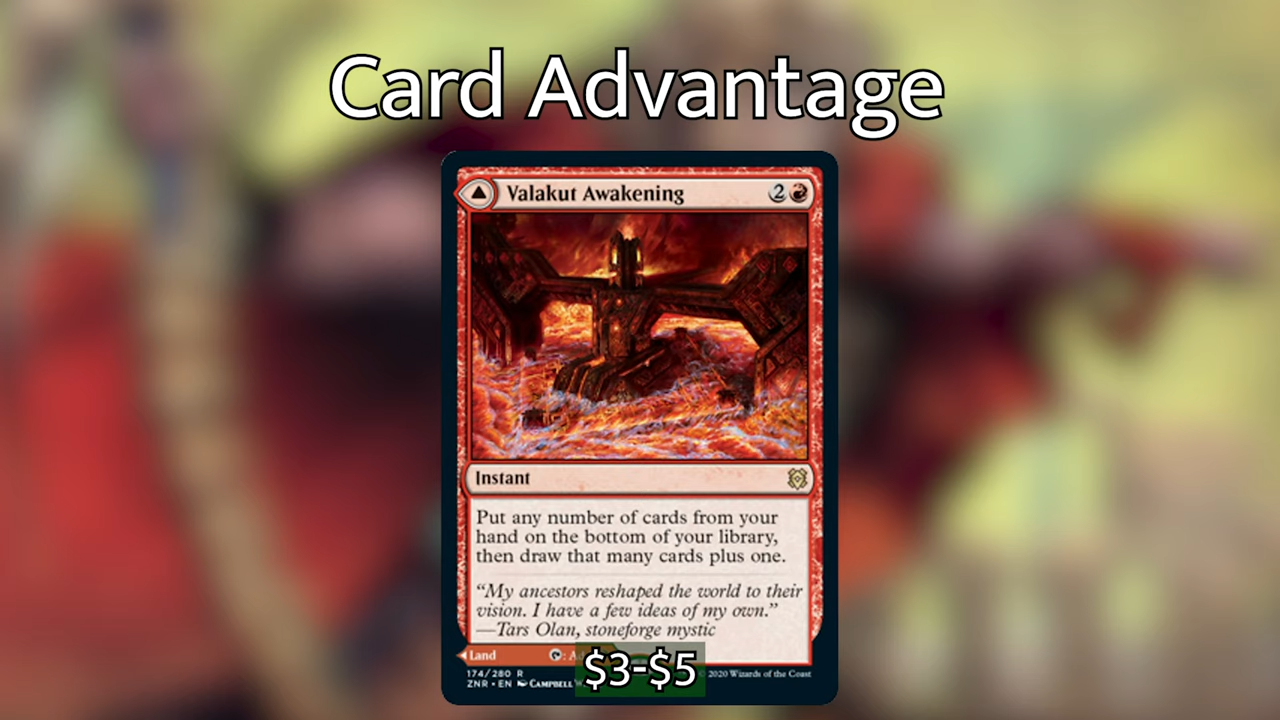 Card Advantage
Valakut Awakening 2
Instant
Put any number of cards from your
hand on the bottom of your library,
then draw that many cards plus one.
“My ancestors reshaped the world to their
vision. I have a few ideas of my own.”
—Tars Olan, stoneforge mystic
Land
$3-$5
174/280 R
ZNR • EN CAMPBELL
2020 Wizards of the Coast